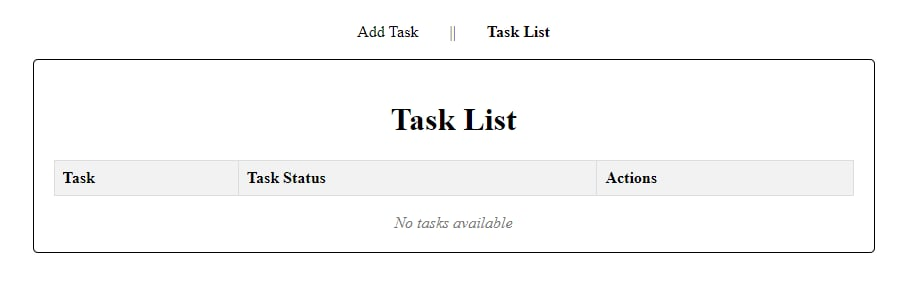 Add Task || Task List
Task List
Task Task Status Actions
No tasks available